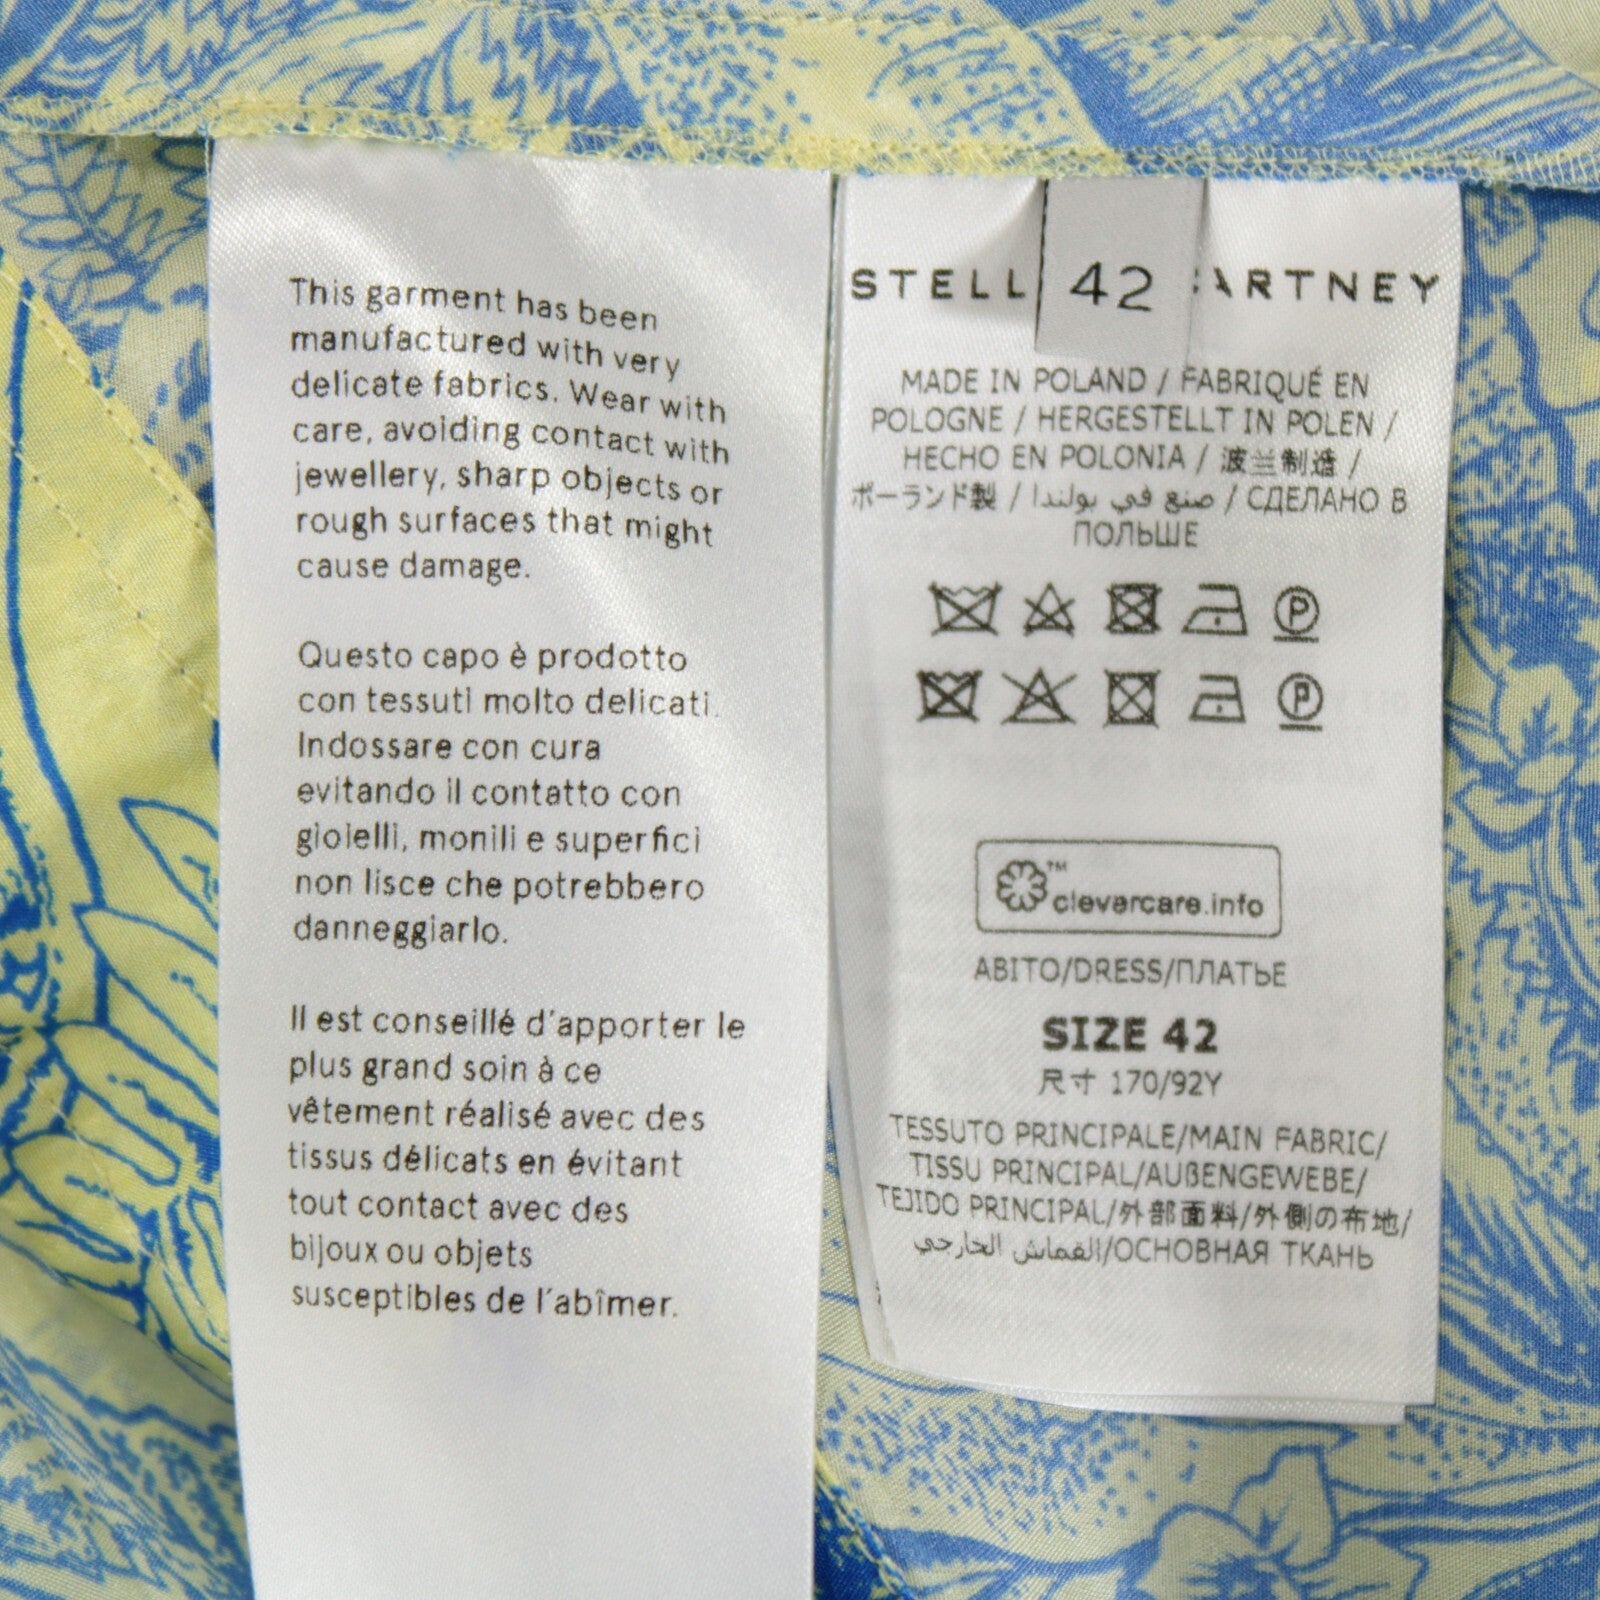 This garment has been
manufactured with very
delicate fabrics. Wear with
care, avoiding contact with
jewellery, sharp objects or
rough surfaces that might
cause damage.
Questo capo è prodotto
con tessuti molto delicati.
Indossare con cura
evitando il contatto con
gioielli, monili e superfici
non lisce che potrebbero
danneggiarlo.
Il est conseillé d'apporter le
plus grand soin à ce
vêtement réalisé avec des
tissus délicats en évitant
tout contact avec des
bijoux ou objets
susceptibles de l'abîmer.
STELL 42 ARTNEY
MADE IN POLAND / FABRIQUÉ EN
POLOGNE / HERGESTELLT IN POLEN /
HECHO EN POLONIA / 波兰制造 /
ポーランド製 / صنع في بولندا / СДЕЛАНО В
ПОЛЬШЕ
P
P
™ clevercare.info
ABITO/DRESS/ПЛАТЬЕ
SIZE 42
尺寸 170/92Y
TESSUTO PRINCIPALE/MAIN FABRIC/
TISSU PRINCIPAL/AUßENGEWEBE/
TEJIDO PRINCIPAL/外部面料/外側の布地/
القماش الخارجي/ОСНОВНАЯ ТКАНЬ